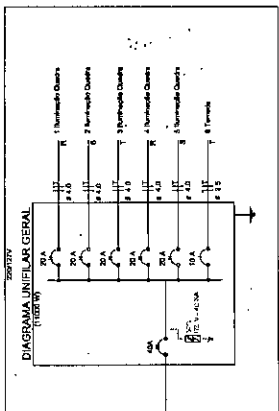 220/127V
DIAGRAMA UNIFILAR GERAL
(11000 W)
20 A
20 A
20 A
20 A
20 A
10 A
40A
# 4.0
# 4.0
# 4.0
# 4.0
# 4.0
# 2.5
1 Iluminação Quadra
R
2 Iluminação Quadra
S
3 Iluminação Quadra
T
4 Iluminação Quadra
R
5 Iluminação Quadra
S
6 Tomada
T